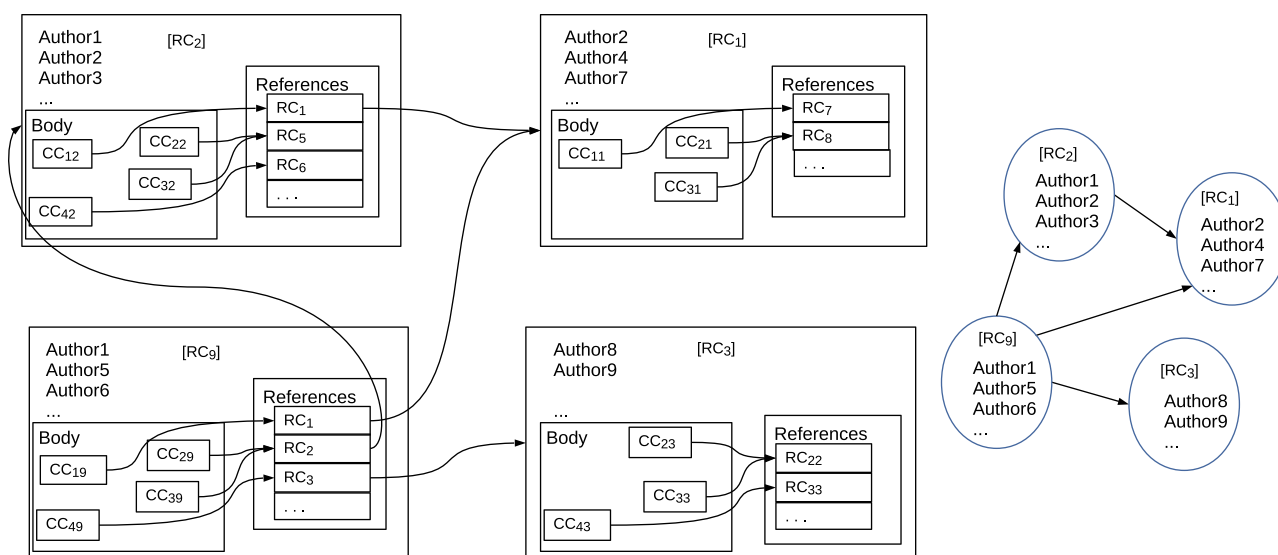 Author1
[RC2]
Author2
Author3
...
References
Body
RC1
CC12
CC22
RC5
CC32
RC6
CC42
...
Author2
[RC1]
Author4
Author7
...
References
Body
RC7
CC11
CC21
RC8
CC31
...
Author1
[RC9]
Author5
Author6
...
References
Body
RC1
CC19
CC29
RC2
CC39
RC3
CC49
...
Author8
[RC3]
Author9
...
References
Body
CC23
RC22
CC33
RC33
CC43
...
[RC2]
Author1
Author2
Author3
...
[RC1]
Author2
Author4
Author7
...
[RC9]
Author1
Author5
Author6
...
[RC3]
Author8
Author9
...